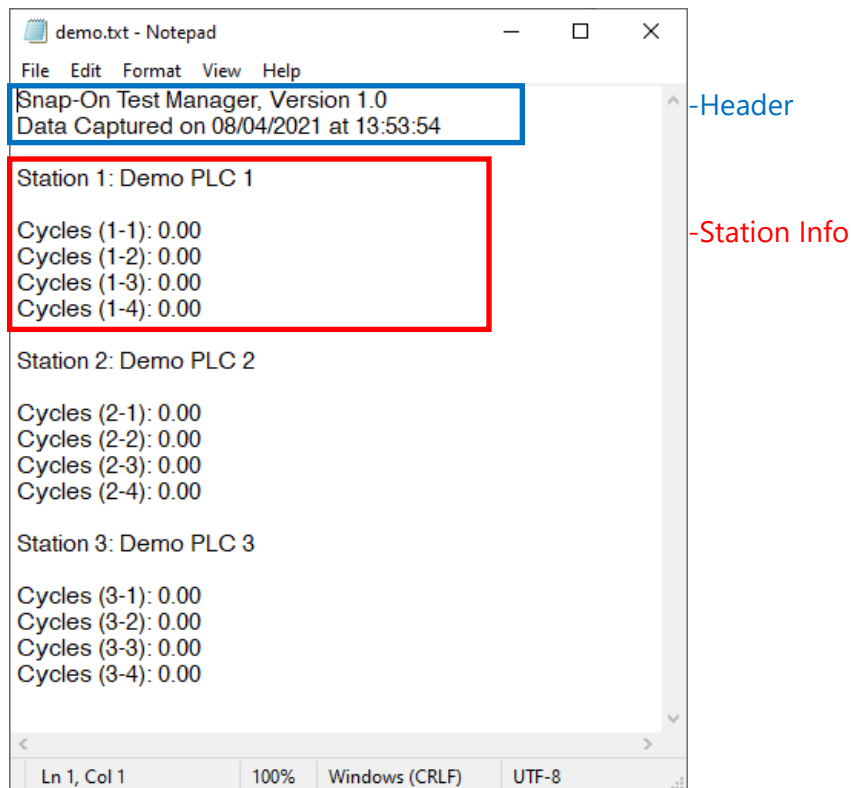 demo.txt - Notepad
File Edit Format View Help
Snap-On Test Manager, Version 1.0
Data Captured on 08/04/2021 at 13:53:54
-Header
Station 1: Demo PLC 1
Cycles (1-1): 0.00
-Station Info
Cycles (1-2): 0.00
Cycles (1-3): 0.00
Cycles (1-4): 0.00
Station 2: Demo PLC 2
Cycles (2-1): 0.00
Cycles (2-2): 0.00
Cycles (2-3): 0.00
Cycles (2-4): 0.00
Station 3: Demo PLC 3
Cycles (3-1): 0.00
Cycles (3-2): 0.00
Cycles (3-3): 0.00
Cycles (3-4): 0.00
Ln 1, Col 1 100% Windows (CRLF) UTF-8